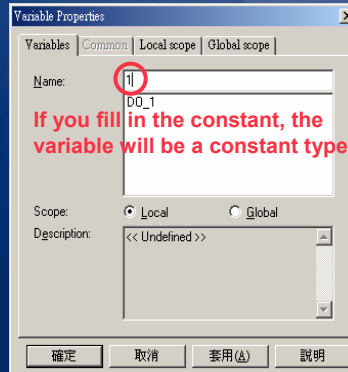 Variable Properties
Variables Common Local scope Global scope
Name: 1
DO_1
If you fill in the constant, the
variable will be a constant type
Scope: Local Global
Description: << Undefined >>
確定 取消 套用(A) 說明